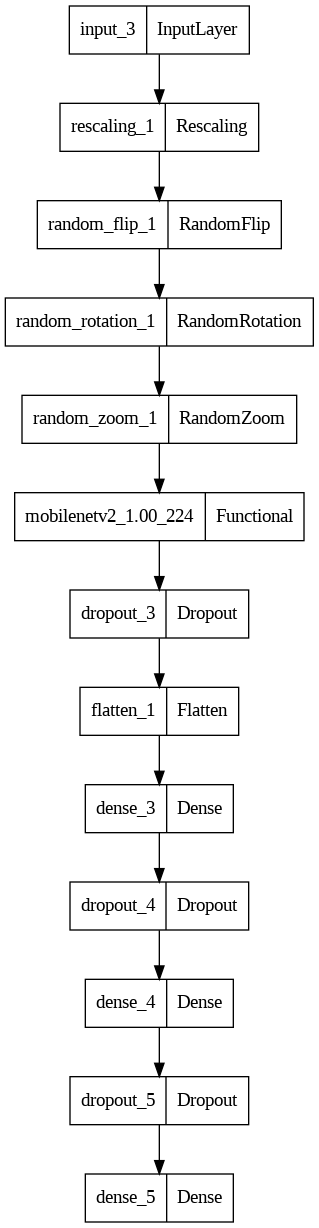 input_3 InputLayer
rescaling_1 Rescaling
random_flip_1 RandomFlip
random_rotation_1 RandomRotation
random_zoom_1 RandomZoom
mobilenetv2_1.00_224 Functional
dropout_3 Dropout
flatten_1 Flatten
dense_3 Dense
dropout_4 Dropout
dense_4 Dense
dropout_5 Dropout
dense_5 Dense